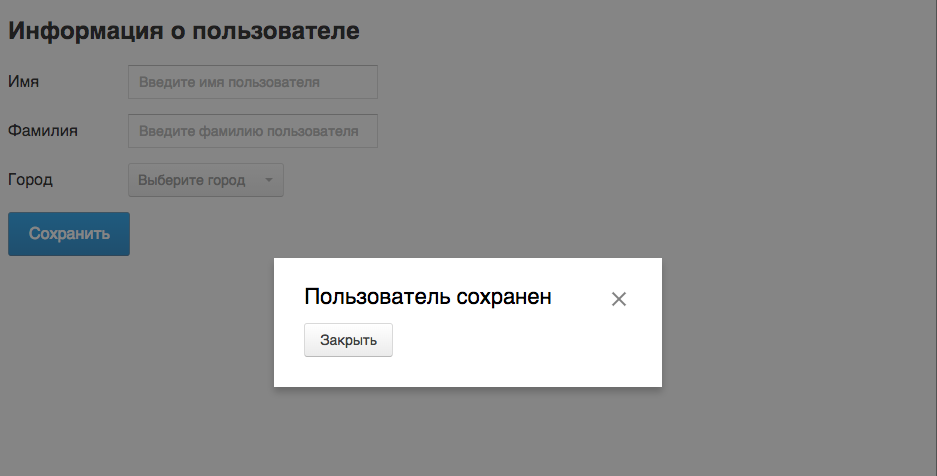 Информация о пользователе
Имя
Введите имя пользователя
Фамилия
Введите фамилию пользователя
Город
Выберите город
Сохранить
Пользователь сохранен
Закрыть